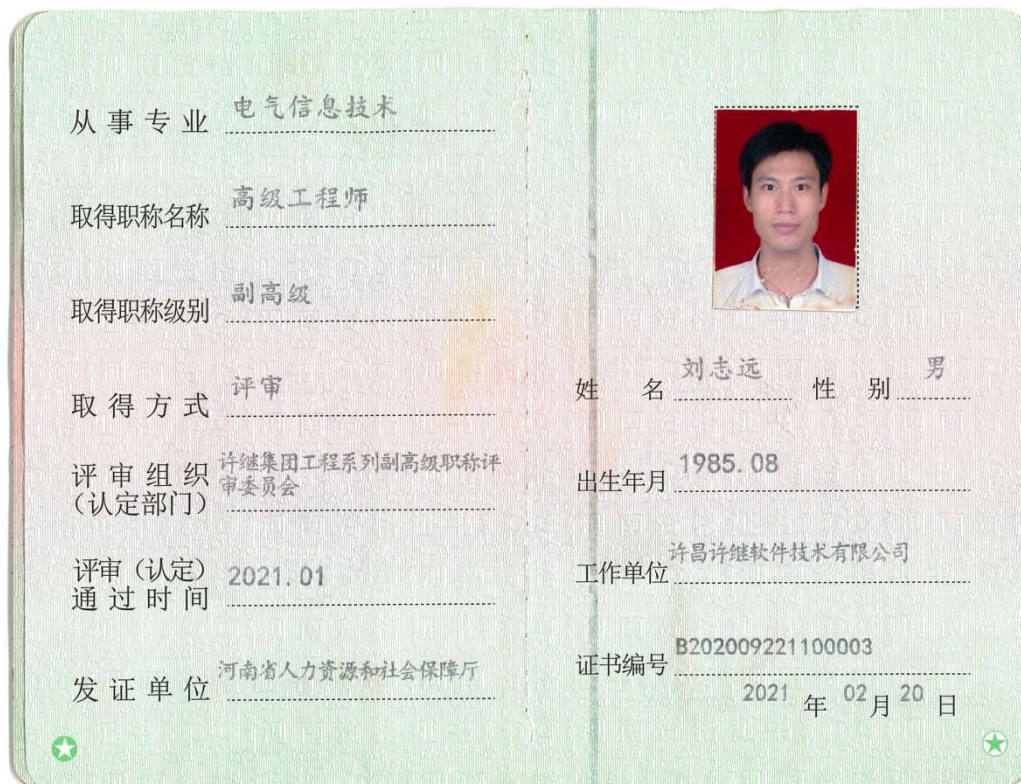 从事专业 电气信息技术
取得职称名称 高级工程师
取得职称级别 副高级
取得方式 评审
评审组织
(认定部门)
许继集团工程系列副高级职称评
审委员会
评审(认定)
通过时间
2021.01
发证单位 河南省人力资源和社会保障厅
姓名 刘志远 性别 男
出生年月 1985.08
工作单位 许昌许继软件技术有限公司
证书编号 B202009221100003
2021 年 02 月 20 日